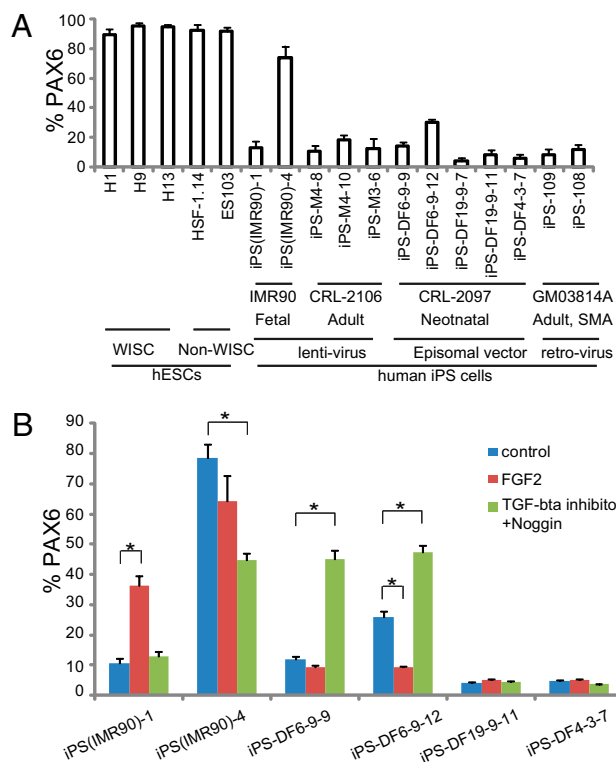 A
% PAX6
100
80
60
40
20
0
H1
H9
H13
HSF-1.14
ES103
iPS(IMR90)-1
iPS(IMR90)-4
iPS-M4-8
iPS-M4-10
iPS-M3-6
iPS-DF6-9-9
iPS-DF6-9-12
iPS-DF19-9-7
iPS-DF19-9-11
iPS-DF4-3-7
iPS-109
iPS-108
IMR90 CRL-2106 CRL-2097 GM03814A
Fetal Adult Neotnatal Adult, SMA
WISC Non-WISC lenti-virus Episomal vector retro-virus
hESCs human iPS cells
B
% PAX6
90
80
70
60
50
40
30
20
10
0
*
*
*
*
*
control
FGF2
TGF-bta inhibito
+Noggin
iPS(IMR90)-1
iPS(IMR90)-4
iPS-DF6-9-9
iPS-DF6-9-12
iPS-DF19-9-11
iPS-DF4-3-7